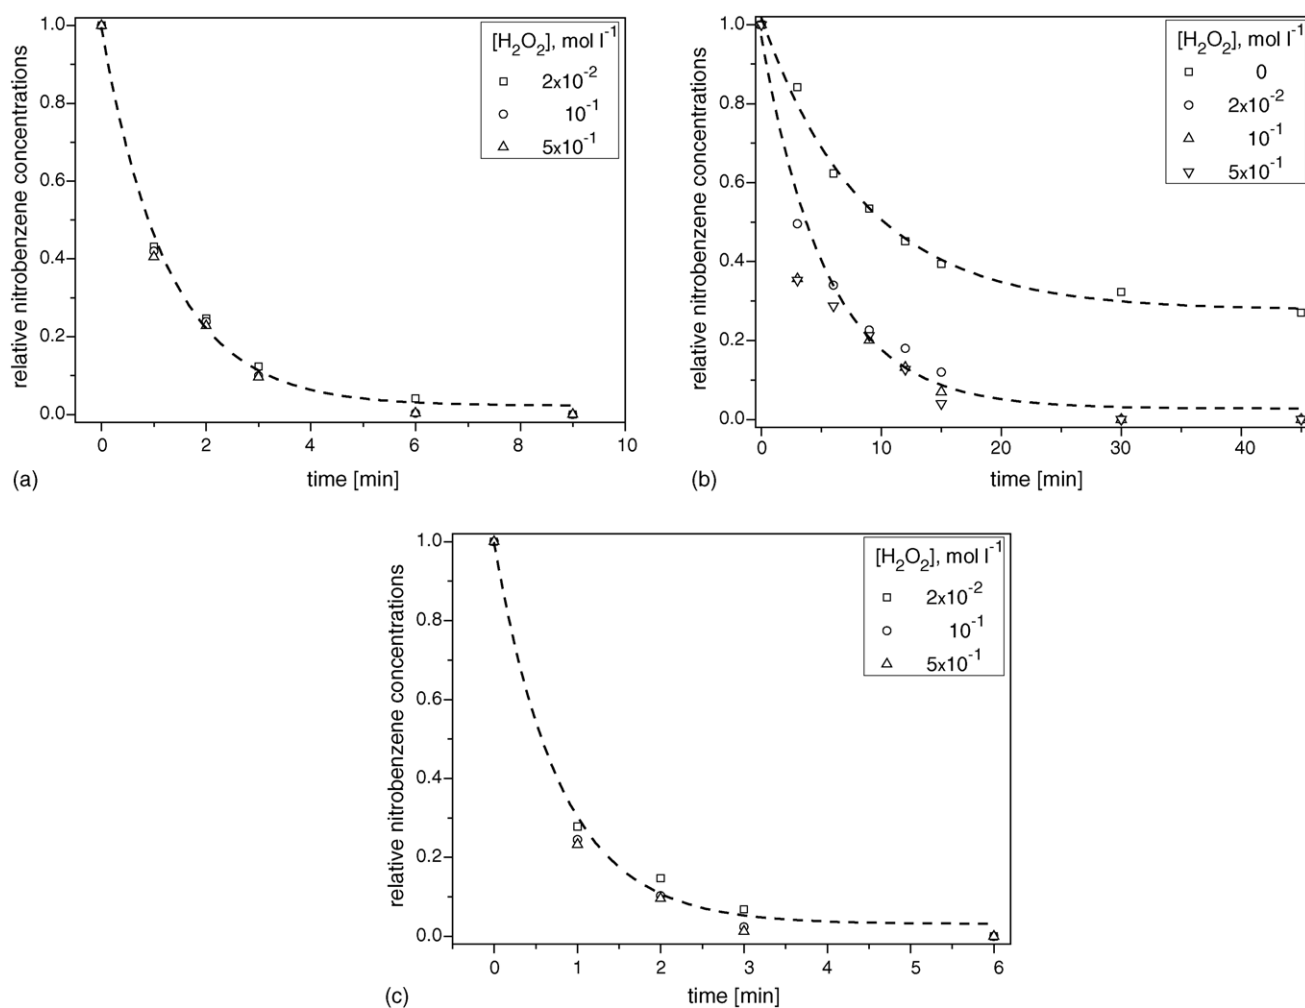 [H₂O₂], mol l⁻¹
2x10⁻²
10⁻¹
5x10⁻¹
relative nitrobenzene concentrations
1.0
0.8
0.6
0.4
0.2
0.0
0 2 4 6 8 10
time [min]
(a)
[H₂O₂], mol l⁻¹
0
2x10⁻²
10⁻¹
5x10⁻¹
relative nitrobenzene concentrations
1.0
0.8
0.6
0.4
0.2
0.0
0 10 20 30 40
time [min]
(b)
[H₂O₂], mol l⁻¹
2x10⁻²
10⁻¹
5x10⁻¹
relative nitrobenzene concentrations
1.0
0.8
0.6
0.4
0.2
0.0
0 1 2 3 4 5 6
time [min]
(c)